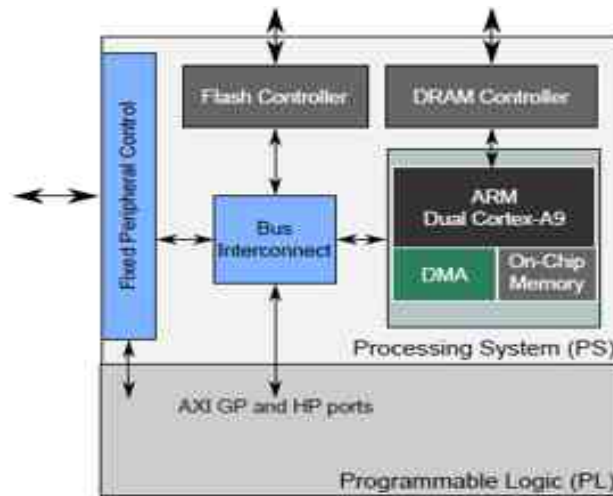 Flash Controller
DRAM Controller
Fixed Peripheral Control
ARM
Dual Cortex-A9
Bus
Interconnect
DMA
On-Chip
Memory
Processing System (PS)
AXI GP and HP ports
Programmable Logic (PL)